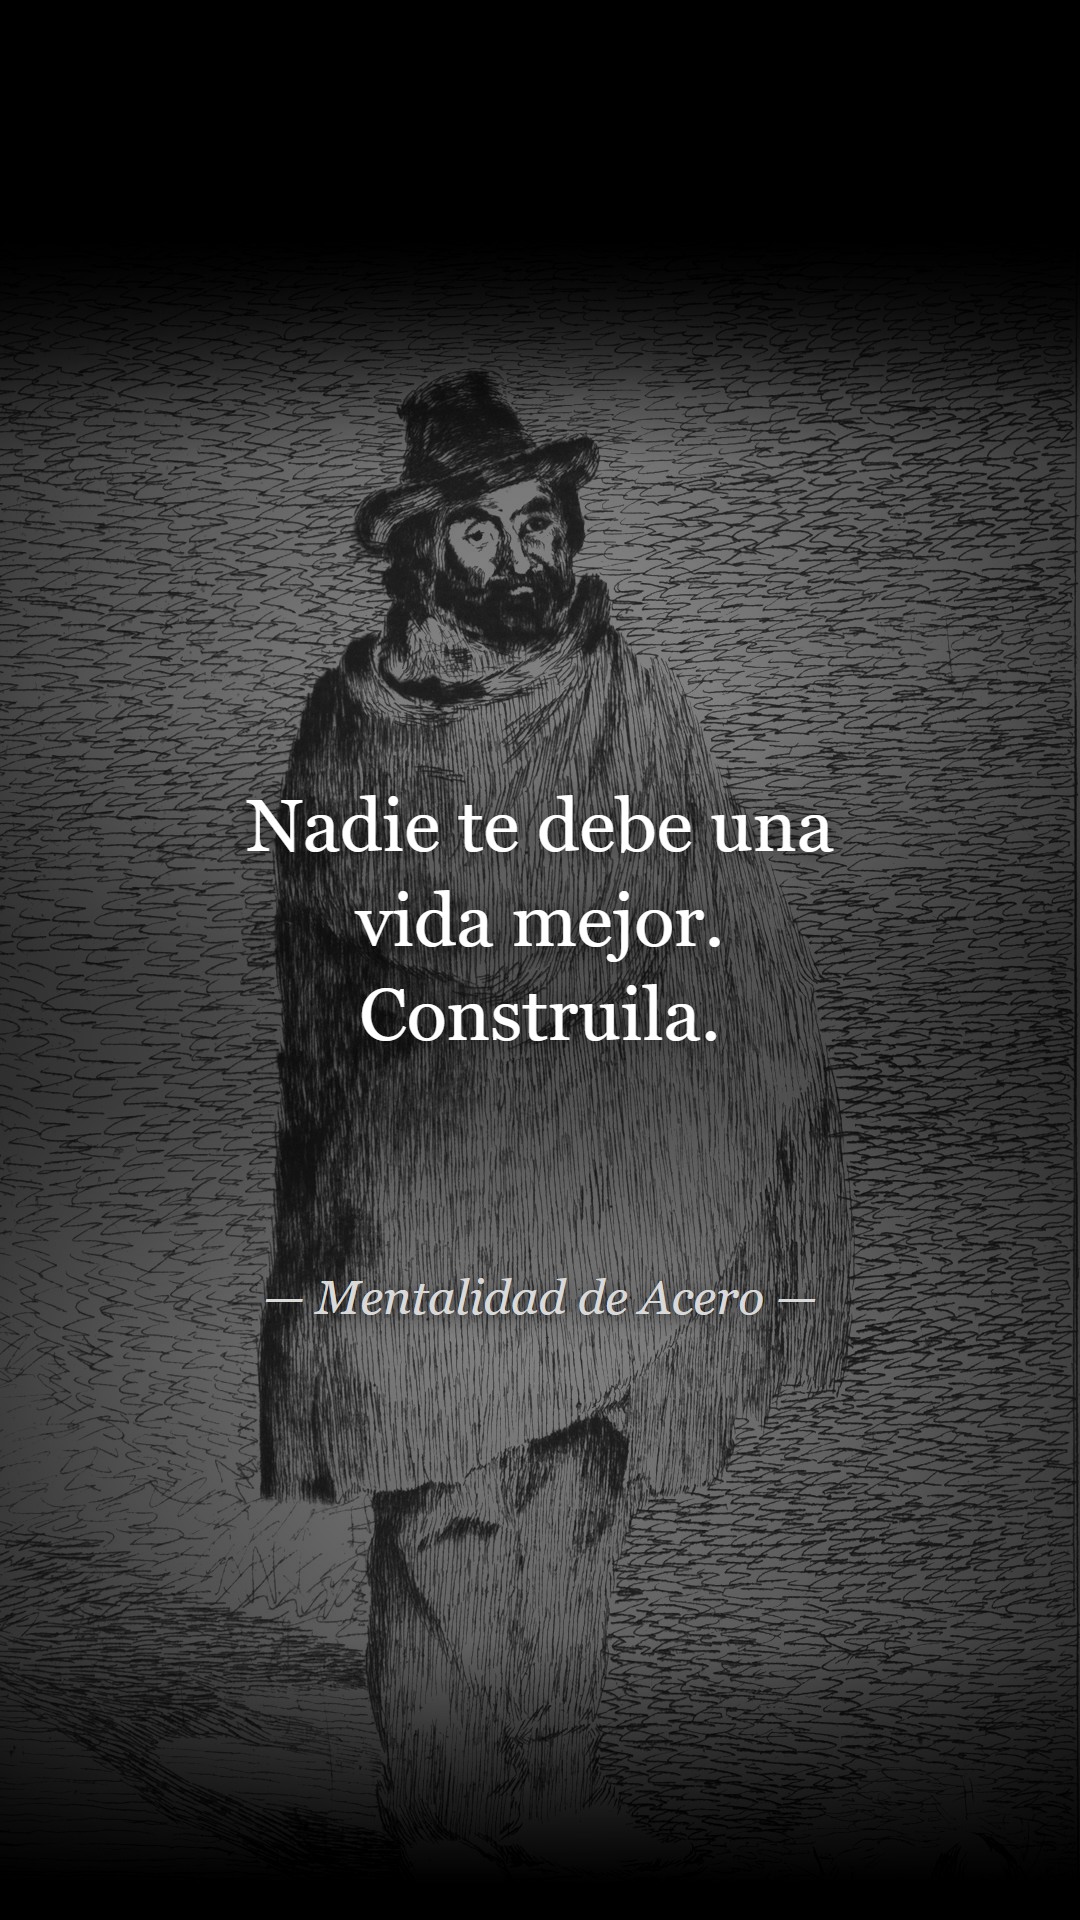 Nadie te debe una
vida mejor.
Construila.
— Mentalidad de Acero —